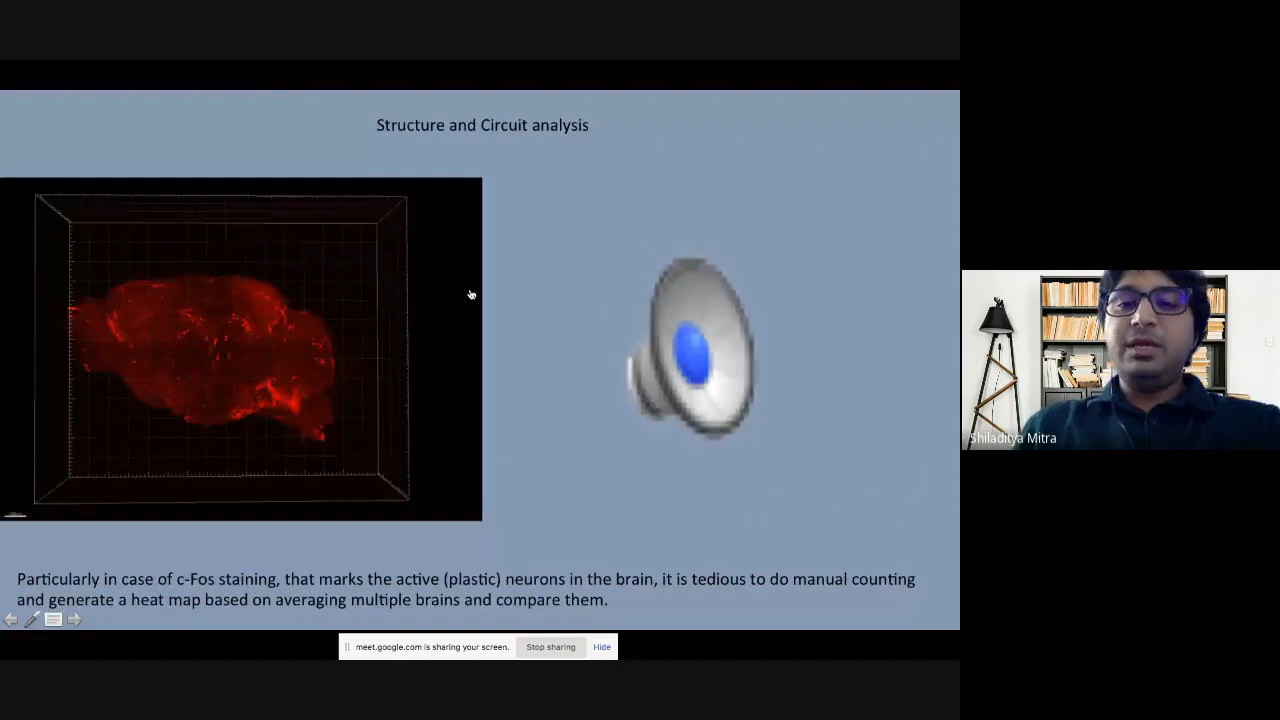 Structure and Circuit analysis
Particularly in case of c-Fos staining, that marks the active (plastic) neurons in the brain, it is tedious to do manual counting
and generate a heat map based on averaging multiple brains and compare them.
meet.google.com is sharing your screen. Stop sharing Hide
Shiladitya Mitra